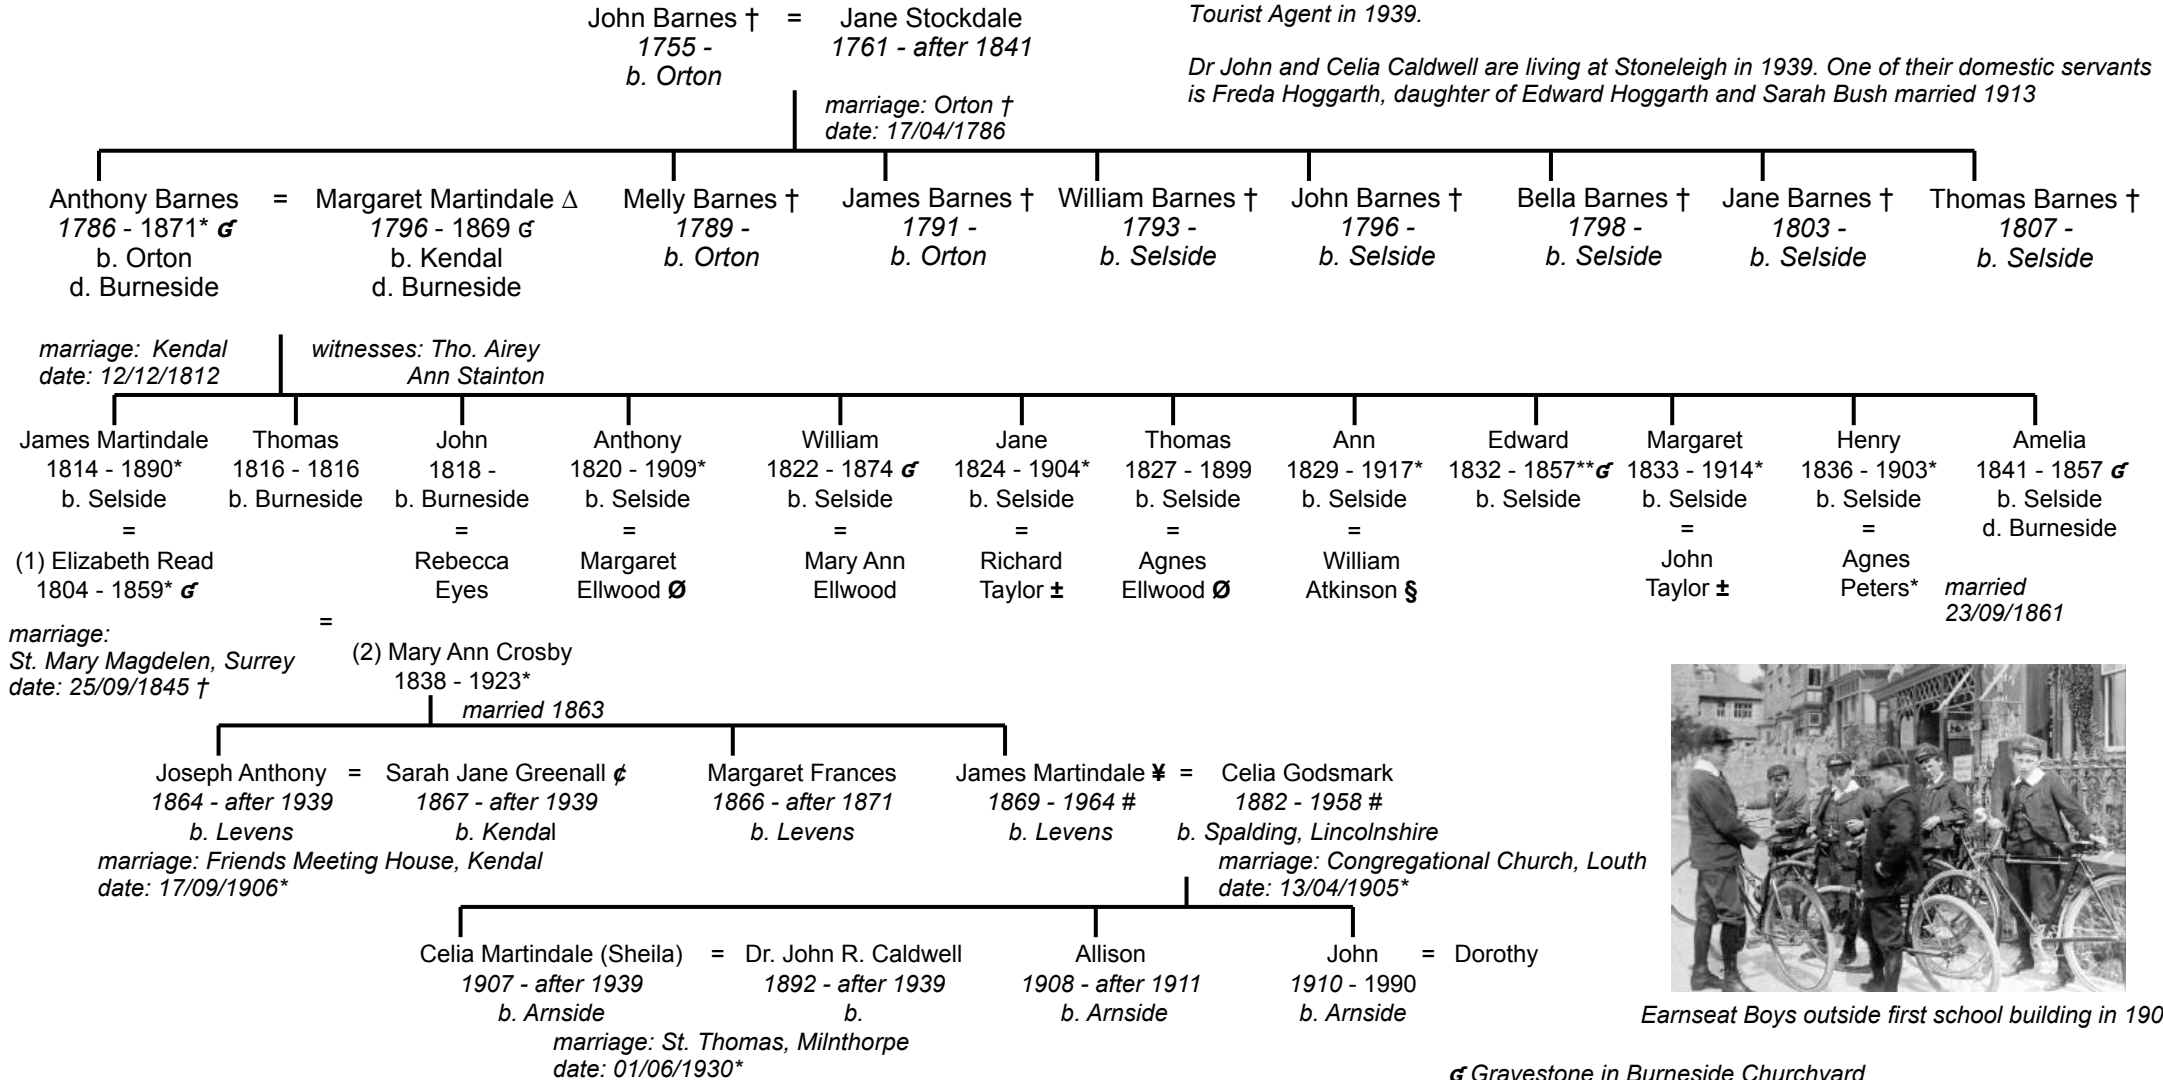 John Barnes † = Jane Stockdale
1755 - 1761 - after 1841
b. Orton
Tourist Agent in 1939.
Dr John and Celia Caldwell are living at Stoneleigh in 1939. One of their domestic servants
is Freda Hoggarth, daughter of Edward Hoggarth and Sarah Bush married 1913
marriage: Orton †
date: 17/04/1786
Anthony Barnes = Margaret Martindale ∆ Melly Barnes † James Barnes † William Barnes † John Barnes † Bella Barnes † Jane Barnes † Thomas Barnes †
1786 - 1871* ɠ 1796 - 1869 ɠ 1789 - 1791 - 1793 - 1796 - 1798 - 1803 - 1807 -
b. Orton b. Kendal b. Orton b. Orton b. Selside b. Selside b. Selside b. Selside b. Selside
d. Burneside d. Burneside
marriage: Kendal witnesses: Tho. Airey
date: 12/12/1812 Ann Stainton
James Martindale Thomas John Anthony William Jane Thomas Ann Edward Margaret Henry Amelia
1814 - 1890* 1816 - 1816 1818 - 1820 - 1909* 1822 - 1874 ɠ 1824 - 1904* 1827 - 1899 1829 - 1917* 1832 - 1857**ɠ 1833 - 1914* 1836 - 1903* 1841 - 1857 ɠ
b. Selside b. Burneside b. Burneside b. Selside b. Selside b. Selside b. Selside b. Selside b. Selside b. Selside b. Selside b. Selside
= = = = = = = = = d. Burneside
(1) Elizabeth Read Rebecca Margaret Mary Ann Richard Agnes William John Agnes
1804 - 1859* ɠ Eyes Ellwood Ø Ellwood Taylor ± Ellwood Ø Atkinson § Taylor ± Peters* married
23/09/1861
=
marriage:
St. Mary Magdelen, Surrey
date: 25/09/1845 †
(2) Mary Ann Crosby
1838 - 1923*
married 1863
Joseph Anthony = Sarah Jane Greenall ¢ Margaret Frances James Martindale ¥ = Celia Godsmark
1864 - after 1939 1867 - after 1939 1866 - after 1871 1869 - 1964 # 1882 - 1958 #
b. Levens b. Kendal b. Levens b. Levens b. Spalding, Lincolnshire
marriage: Friends Meeting House, Kendal marriage: Congregational Church, Louth
date: 17/09/1906* date: 13/04/1905*
Celia Martindale (Sheila) = Dr. John R. Caldwell Allison John = Dorothy
1907 - after 1939 1892 - after 1939 1908 - after 1911 1910 - 1990
b. Arnside b. b. Arnside b. Arnside
marriage: St. Thomas, Milnthorpe
date: 01/06/1930*
Earnseat Boys outside first school building in 190
ɠ Gravestone in Burneside Churchyard